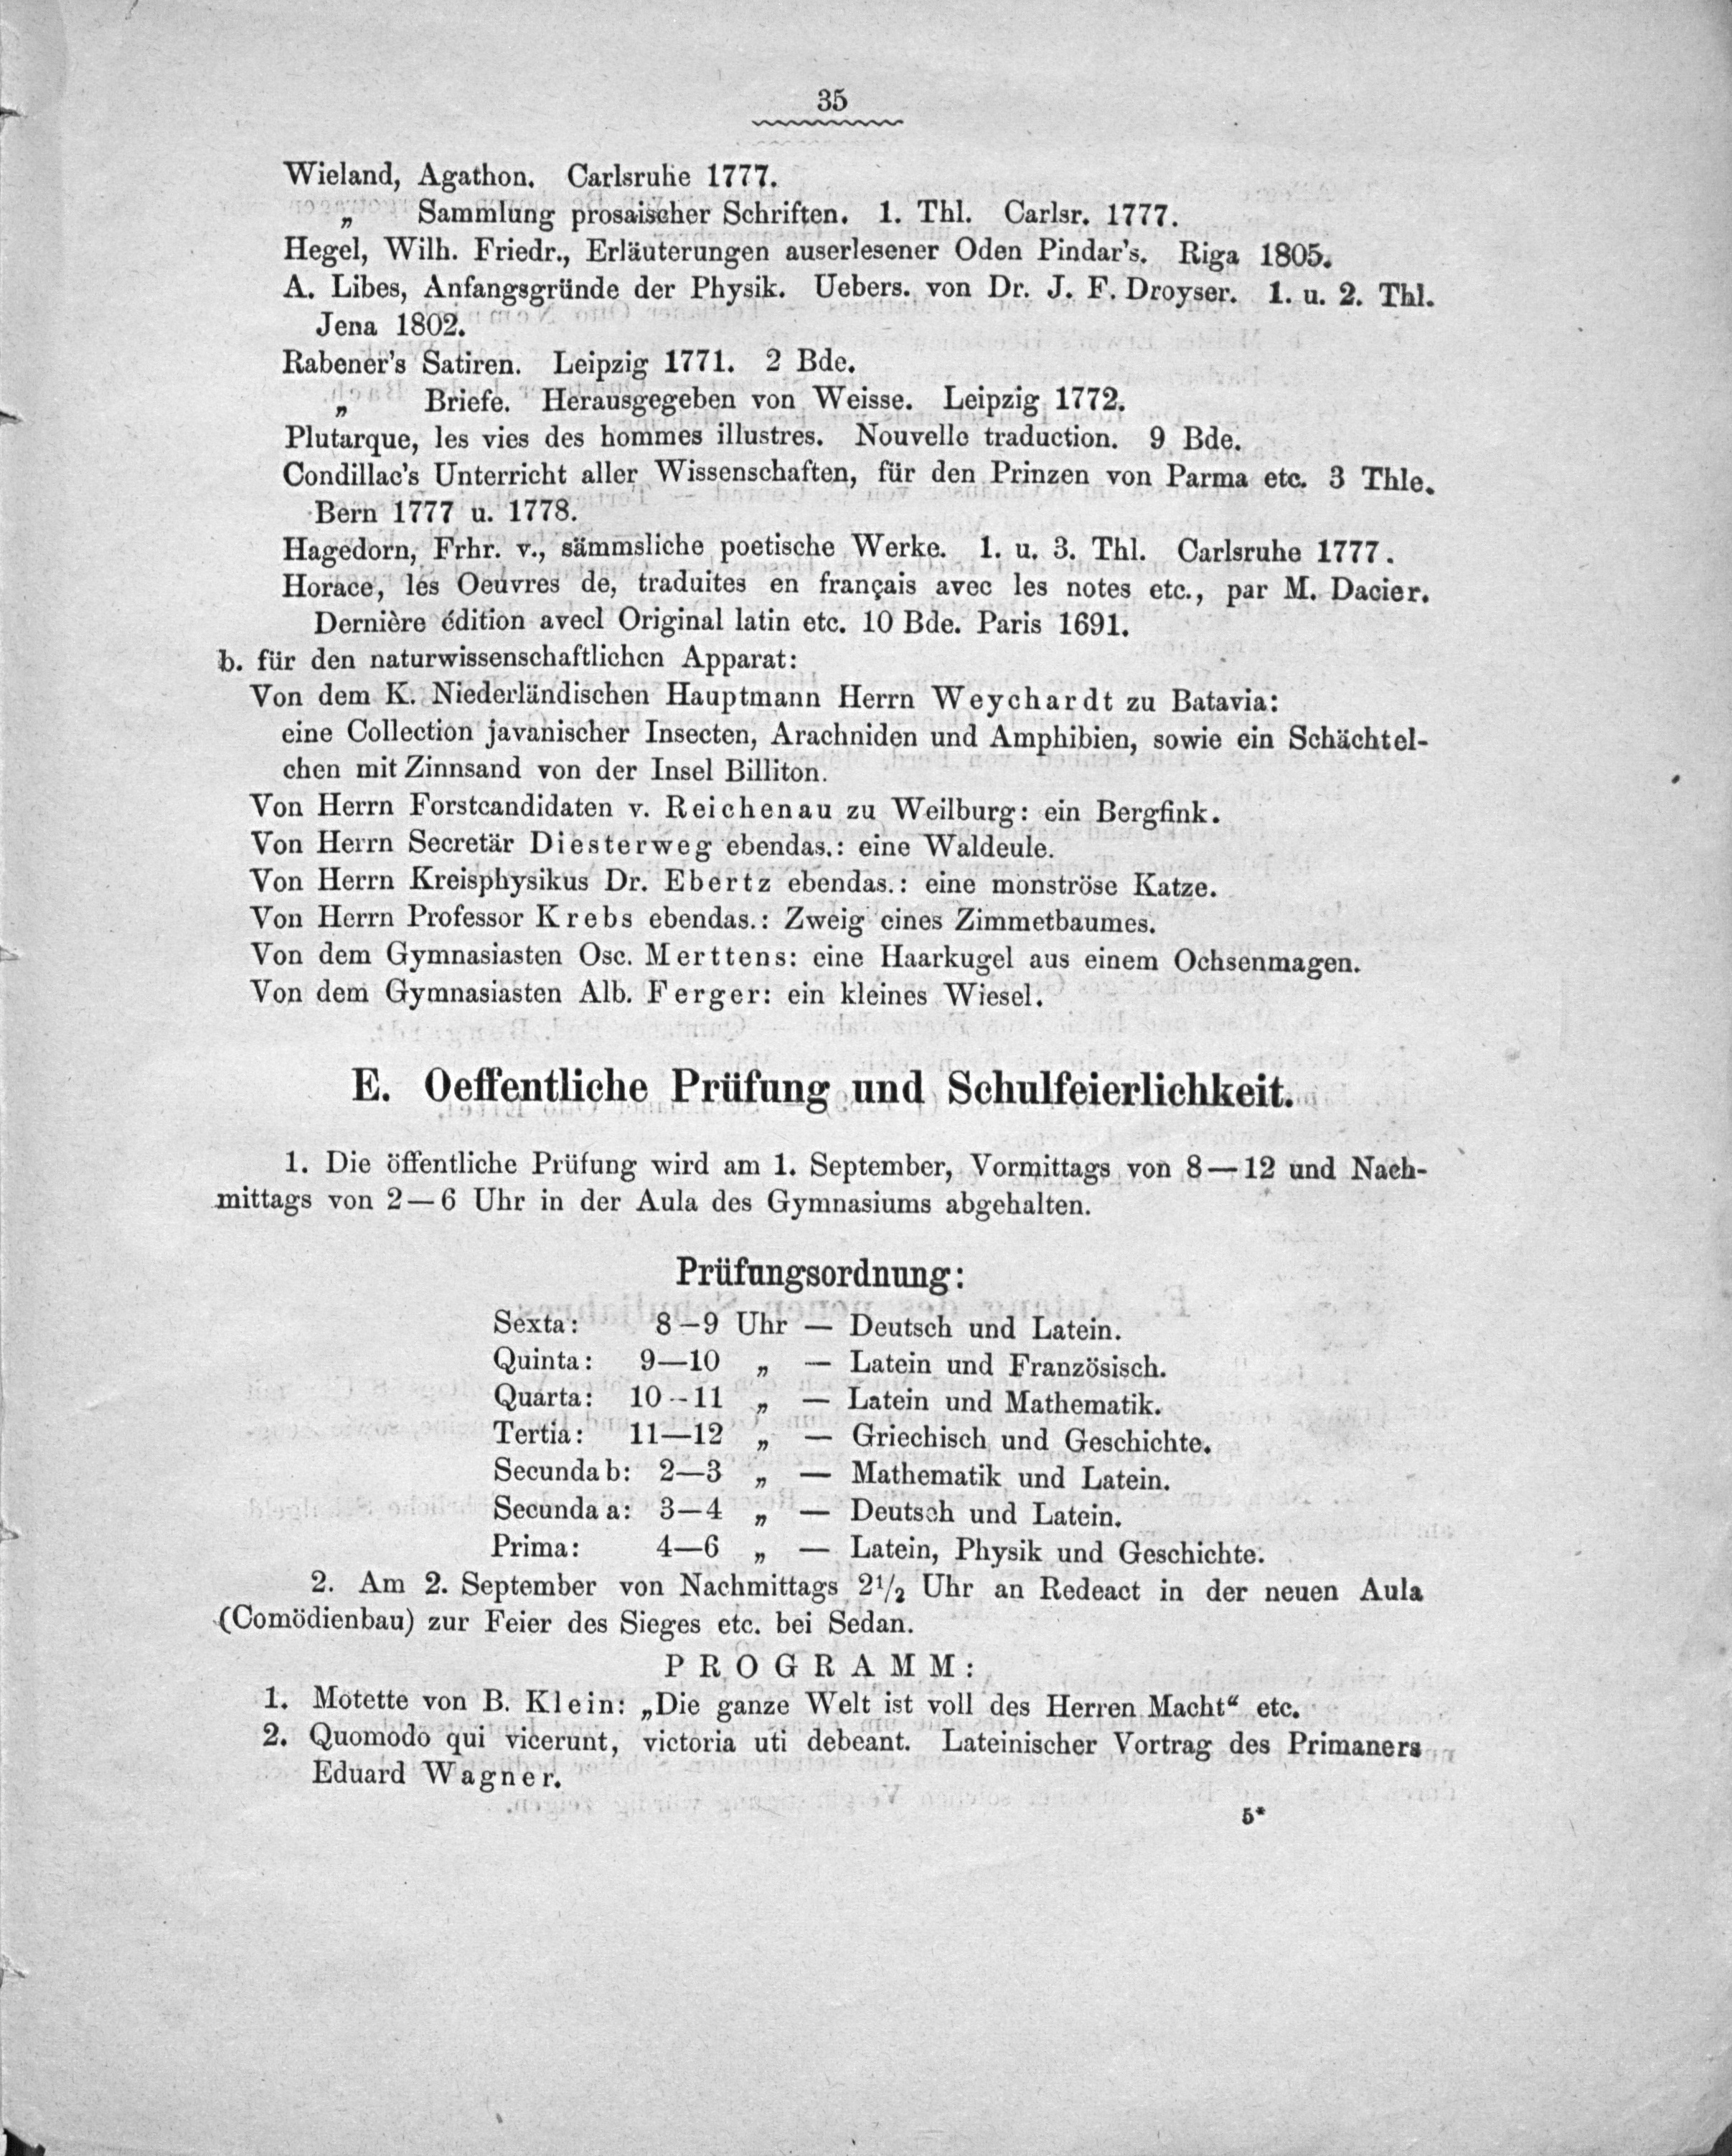 35
Wieland, Agathon. Carlsruhe 1777.
„ Sammlung prosaischer Schriften. 1. Thl. Carlsr. 1777.
Hegel, Wilh. Friedr., Erläuterungen auserlesener Oden Pindar's. Riga 1805.
A. Libes, Anfangsgründe der Physik. Uebers. von Dr. J. F. Droyser. 1. u. 2. Thl.
Jena 1802.
Rabener's Satiren. Leipzig 1771. 2 Bde.
„ Briefe. Herausgegeben von Weisse. Leipzig 1772.
Plutarque, les vies des hommes illustres. Nouvelle traduction. 9 Bde.
Condillac's Unterricht aller Wissenschaften, für den Prinzen von Parma etc. 3 Thle.
Bern 1777 u. 1778.
Hagedorn, Frhr. v., sämmsliche poetische Werke. 1. u. 3. Thl. Carlsruhe 1777.
Horace, les Oeuvres de, traduites en français avec les notes etc., par M. Dacier.
Dernière édition avecl Original latin etc. 10 Bde. Paris 1691.
b. für den naturwissenschaftlichen Apparat:
Von dem K. Niederländischen Hauptmann Herrn Weychardt zu Batavia:
eine Collection javanischer Insecten, Arachniden und Amphibien, sowie ein Schächtel-
chen mit Zinnsand von der Insel Billiton.
Von Herrn Forstcandidaten v. Reichenau zu Weilburg: ein Bergfink.
Von Herrn Secretär Diesterweg ebendas.: eine Waldeule.
Von Herrn Kreisphysikus Dr. Ebertz ebendas.: eine monströse Katze.
Von Herrn Professor Krebs ebendas.: Zweig eines Zimmetbaumes.
Von dem Gymnasiasten Osc. Merttens: eine Haarkugel aus einem Ochsenmagen.
Von dem Gymnasiasten Alb. Ferger: ein kleines Wiesel.
E. Oeffentliche Prüfung und Schulfeierlichkeit.
1. Die öffentliche Prüfung wird am 1. September, Vormittags von 8—12 und Nach-
mittags von 2—6 Uhr in der Aula des Gymnasiums abgehalten.
Prüfungsordnung:
Sexta: 8—9 Uhr — Deutsch und Latein.
Quinta: 9—10 „ — Latein und Französisch.
Quarta: 10--11 „ — Latein und Mathematik.
Tertia: 11—12 „ — Griechisch und Geschichte.
Secunda b: 2—3 „ — Mathematik und Latein.
Secunda a: 3—4 „ — Deutsch und Latein.
Prima: 4—6 „ — Latein, Physik und Geschichte.
2. Am 2. September von Nachmittags 2½ Uhr an Redeact in der neuen Aula
(Comödienbau) zur Feier des Sieges etc. bei Sedan.
PROGRAMM:
1. Motette von B. Klein: „Die ganze Welt ist voll des Herren Macht“ etc.
2. Quomodo qui vicerunt, victoria uti debeant. Lateinischer Vortrag des Primaners
Eduard Wagner.
5*